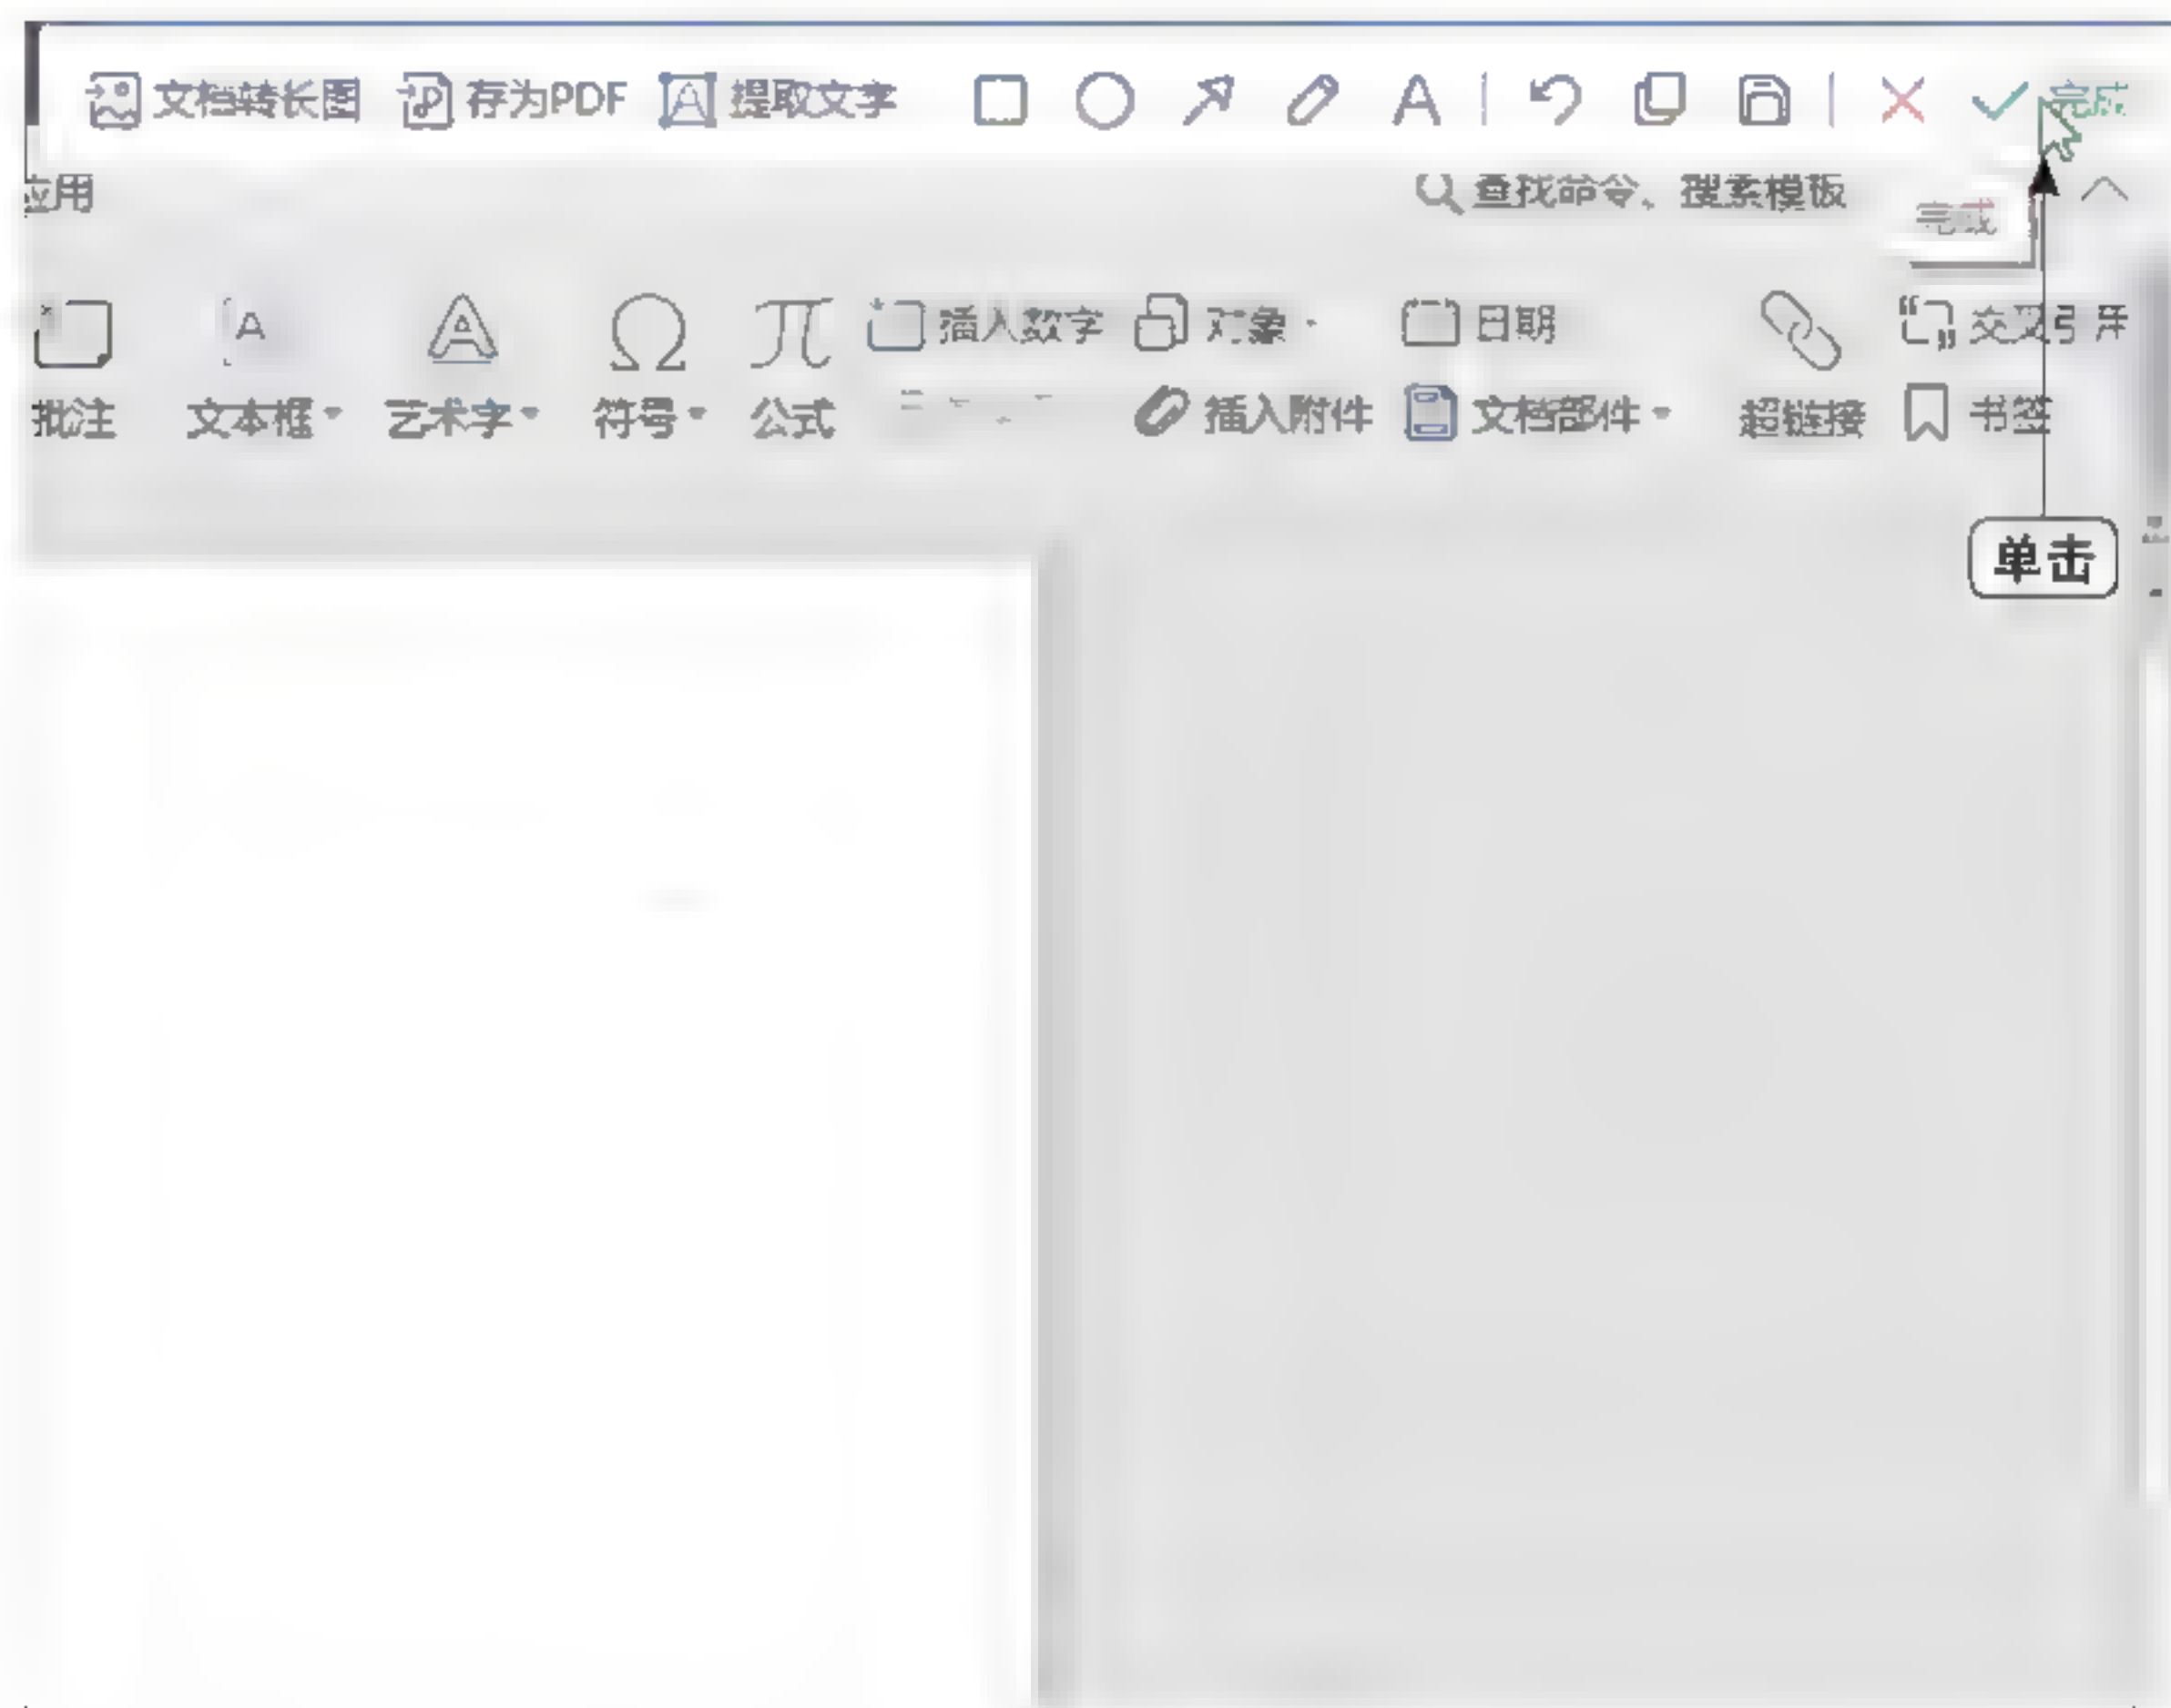 文档转长图 存为PDF 提取文字 A 完成
应用 查找命令、搜索模板
完成
插入数字 对象 日期 交叉引用
批注 文本框 艺术字 符号 公式 插入附件 文档部件 超链接 书签
单击